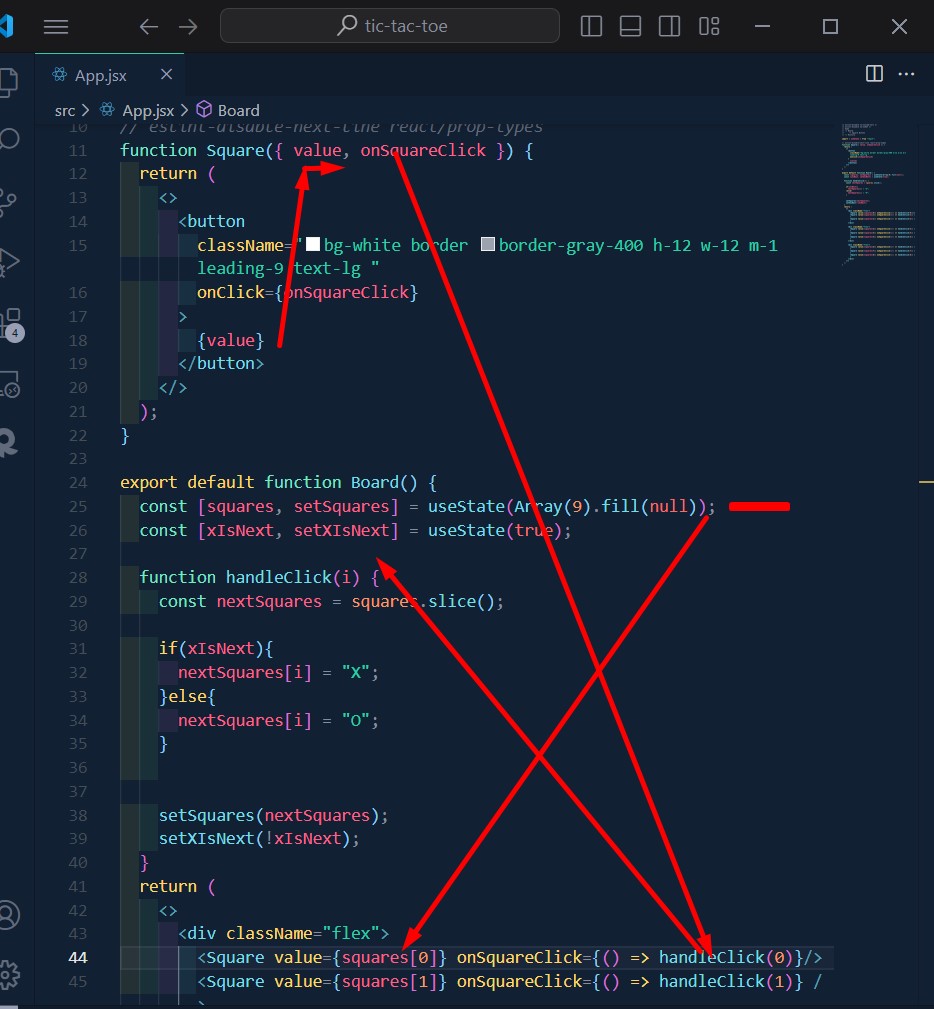 tic-tac-toe
App.jsx
src > App.jsx > Board
10 // eslint-disable-next-line react/prop-types
11 function Square({ value, onSquareClick }) {
12 return (
13 <>
14 <button
15 className="bg-white border border-gray-400 h-12 w-12 m-1
leading-9 text-lg "
16 onClick={onSquareClick}
17 >
18 {value}
19 </button>
20 </>
21 );
22 }
23
24 export default function Board() {
25 const [squares, setSquares] = useState(Array(9).fill(null));
26 const [xIsNext, setXIsNext] = useState(true);
27
28 function handleClick(i) {
29 const nextSquares = squares.slice();
30
31 if(xIsNext){
32 nextSquares[i] = "X";
33 }else{
34 nextSquares[i] = "O";
35 }
36
37
38 setSquares(nextSquares);
39 setXIsNext(!xIsNext);
40 }
41 return (
42 <>
43 <div className="flex">
44 <Square value={squares[0]} onSquareClick={() => handleClick(0)}/>
45 <Square value={squares[1]} onSquareClick={() => handleClick(1)} /
4